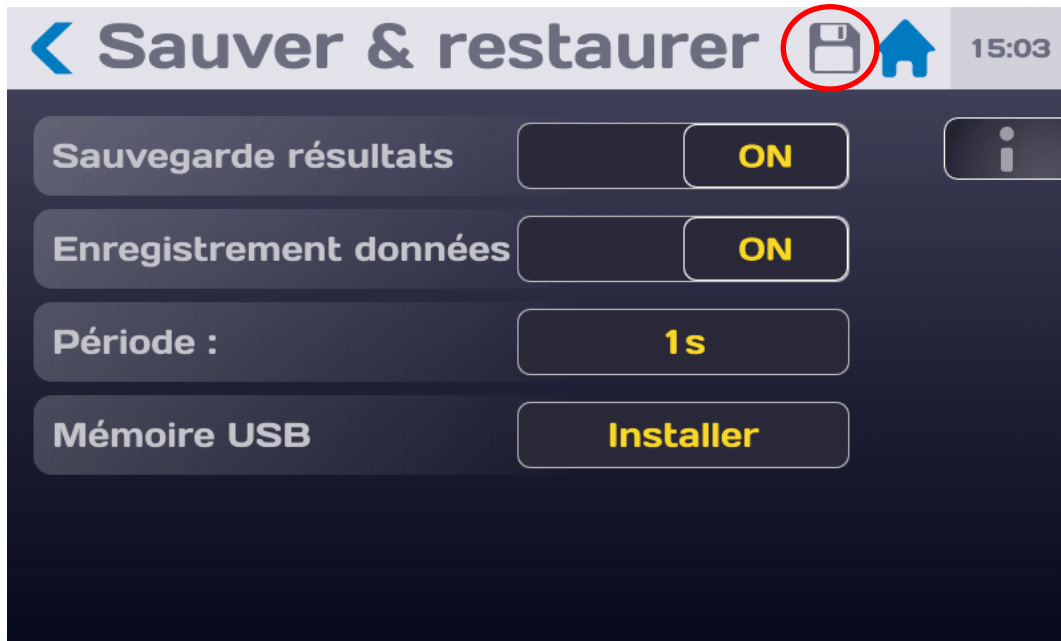 Sauver & restaurer 15:03
Sauvegarde résultats ON
Enregistrement données ON
Période : 1s
Mémoire USB Installer